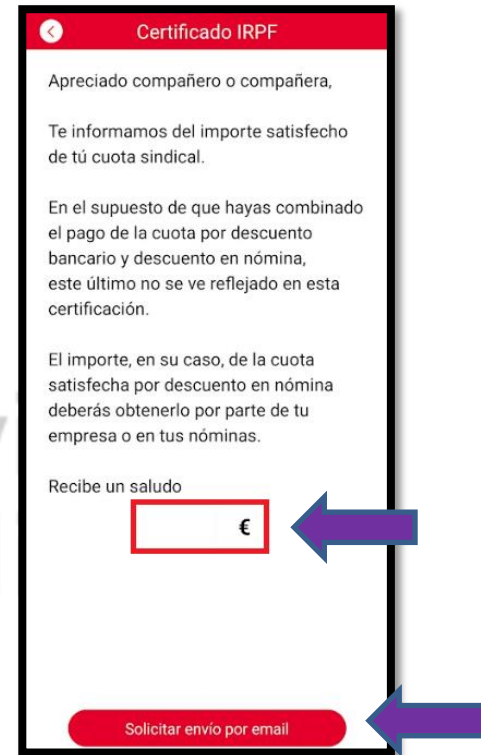 Certificado IRPF
Apreciado compañero o compañera,
Te informamos del importe satisfecho
de tú cuota sindical.
En el supuesto de que hayas combinado
el pago de la cuota por descuento
bancario y descuento en nómina,
este último no se ve reflejado en esta
certificación.
El importe, en su caso, de la cuota
satisfecha por descuento en nómina
deberás obtenerlo por parte de tu
empresa o en tus nóminas.
Recibe un saludo
€
Solicitar envío por email